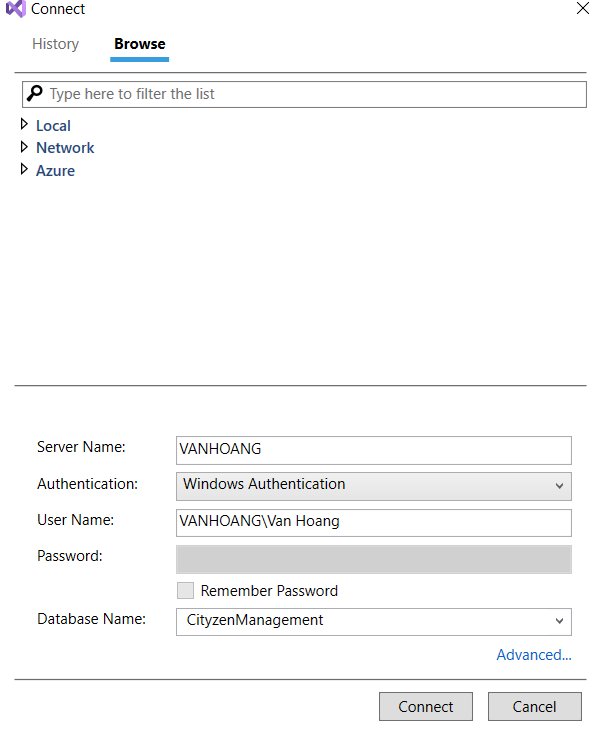 Connect
History Browse
Type here to filter the list
Local
Network
Azure
Server Name: VANHOANG
Authentication: Windows Authentication
User Name: VANHOANG\Van Hoang
Password:
Remember Password
Database Name: CityzenManagement
Advanced...
Connect Cancel